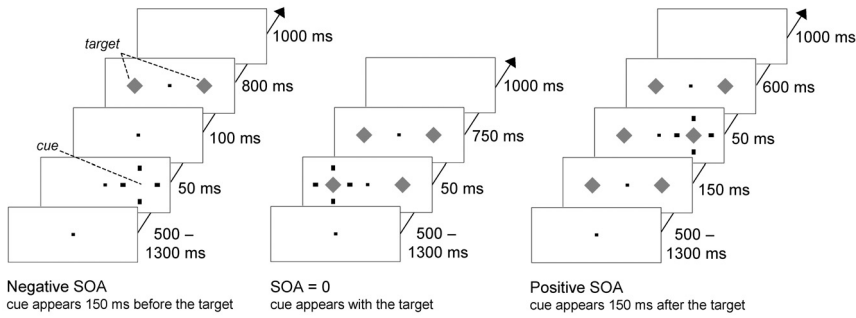 target
1000 ms
800 ms
100 ms
cue
50 ms
500 –
1300 ms
Negative SOA
cue appears 150 ms before the target
1000 ms
750 ms
50 ms
500 –
1300 ms
SOA = 0
cue appears with the target
1000 ms
600 ms
50 ms
150 ms
500 –
1300 ms
Positive SOA
cue appears 150 ms after the target